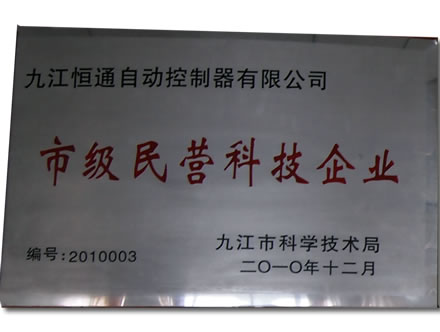 九江恒通自动控制器有限公司
市级民营科技企业
编号:2010003
九江市科学技术局
二〇一〇年十二月